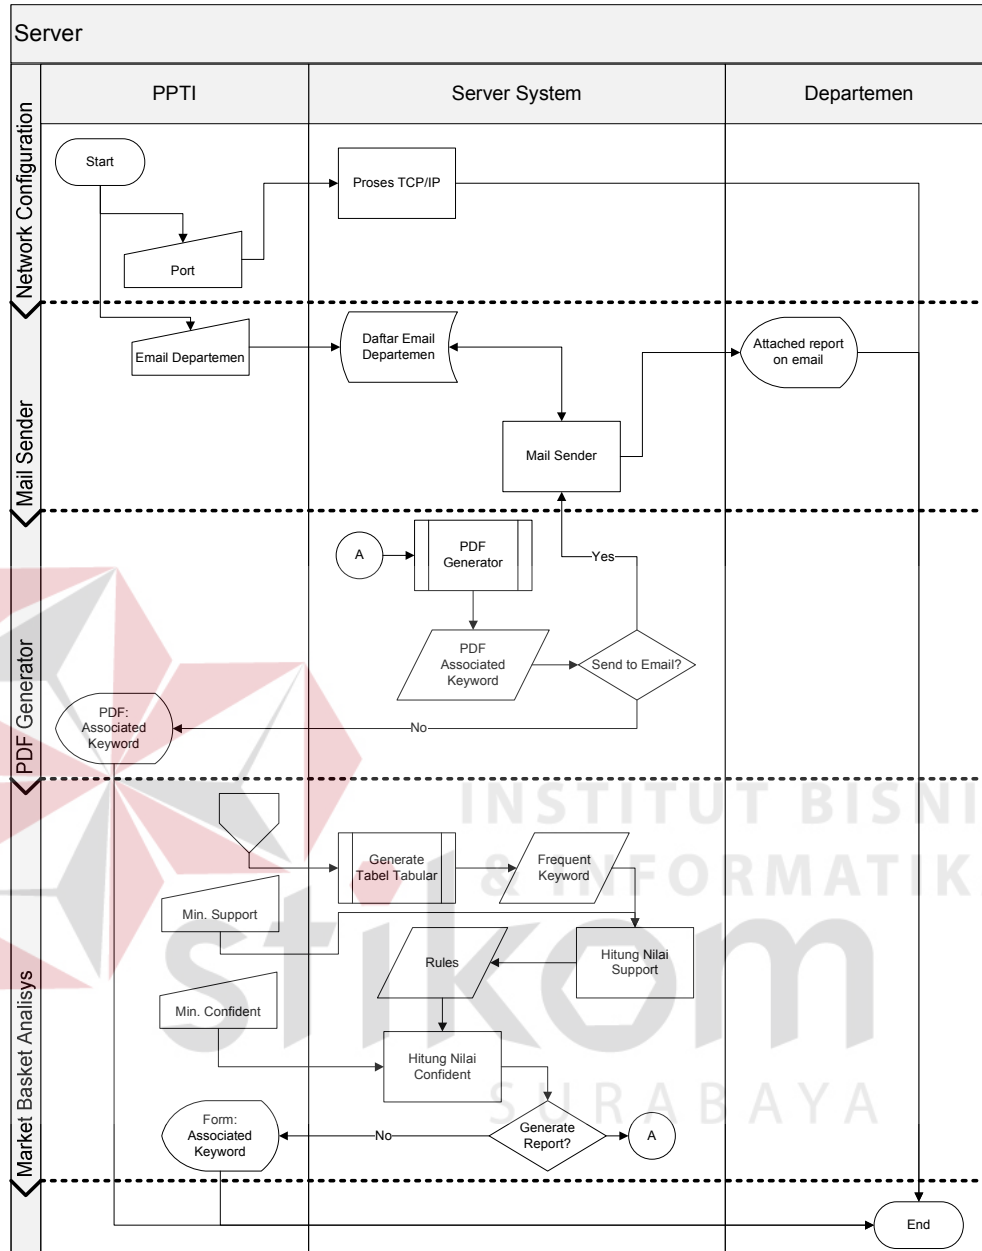 Server
PPTI
Server System
Departemen
Network Configuration
Start
Proses TCP/IP
Port
Mail Sender
Email Departemen
Daftar Email
Departemen
Attached report
on email
Mail Sender
PDF Generator
A
PDF
Generator
Yes
PDF
Associated
Keyword
Send to Email?
No
PDF:
Associated
Keyword
Market Basket Analisys
Generate
Tabel Tabular
Frequent
Keyword
Min. Support
Hitung Nilai
Support
Rules
Min. Confident
Hitung Nilai
Confident
Generate
Report?
No
A
Form:
Associated
Keyword
End
INSTITUT BISNI
& INFORMATIK
stikom
SURABAYA